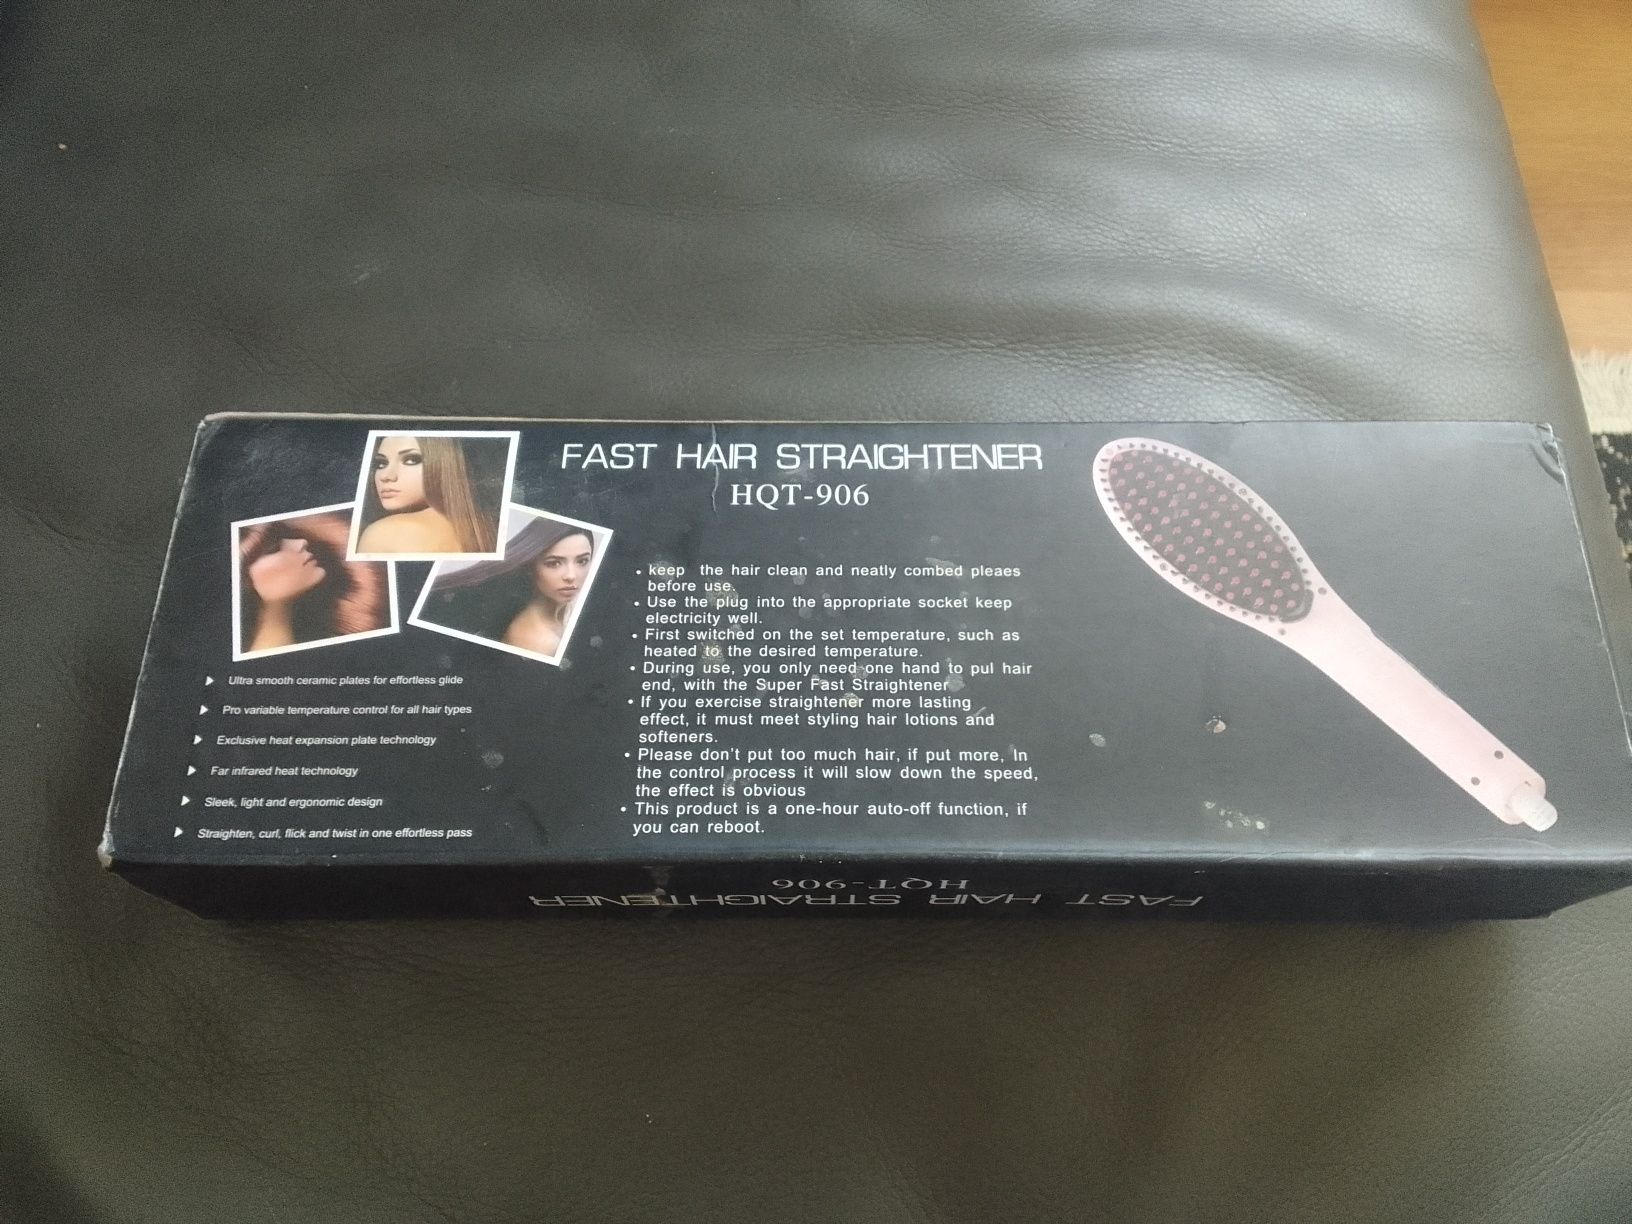 FAST HAIR STRAIGHTENER
HQT-906
Ultra smooth ceramic plates for effortless glide
Pro variable temperature control for all hair types
Exclusive heat expansion plate technology
Far infrared heat technology
Sleek, light and ergonomic design
Straighten, curl, flick and twist in one effortless pass
• keep the hair clean and neatly combed pleaes
before use.
• Use the plug into the appropriate socket keep
electricity well.
• First switched on the set temperature, such as
heated to the desired temperature.
• During use, you only need one hand to pul hair
end, with the Super Fast Straightener
• If you exercise straightener more lasting
effect, it must meet styling hair lotions and
softeners.
• Please don't put too much hair, if put more, In
the control process it will slow down the speed,
the effect is obvious
• This product is a one-hour auto-off function, if
you can reboot.
HQT-906
FAST HAIR STRAIGHTENER